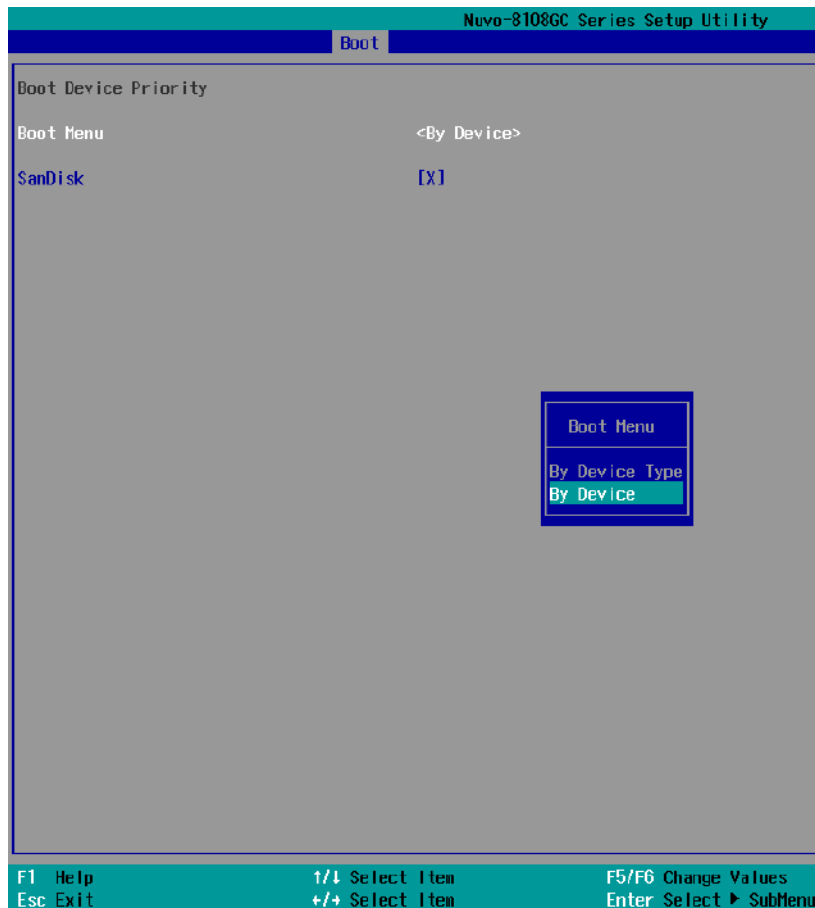 Nuvo-8108GC Series Setup Utility
Boot
Boot Device Priority
Boot Menu <By Device>
SanDisk [X]
Boot Menu
By Device Type
By Device
F1 Help ↑/↓ Select Item F5/F6 Change Values
Esc Exit ←/→ Select Item Enter Select ▶ SubMenu